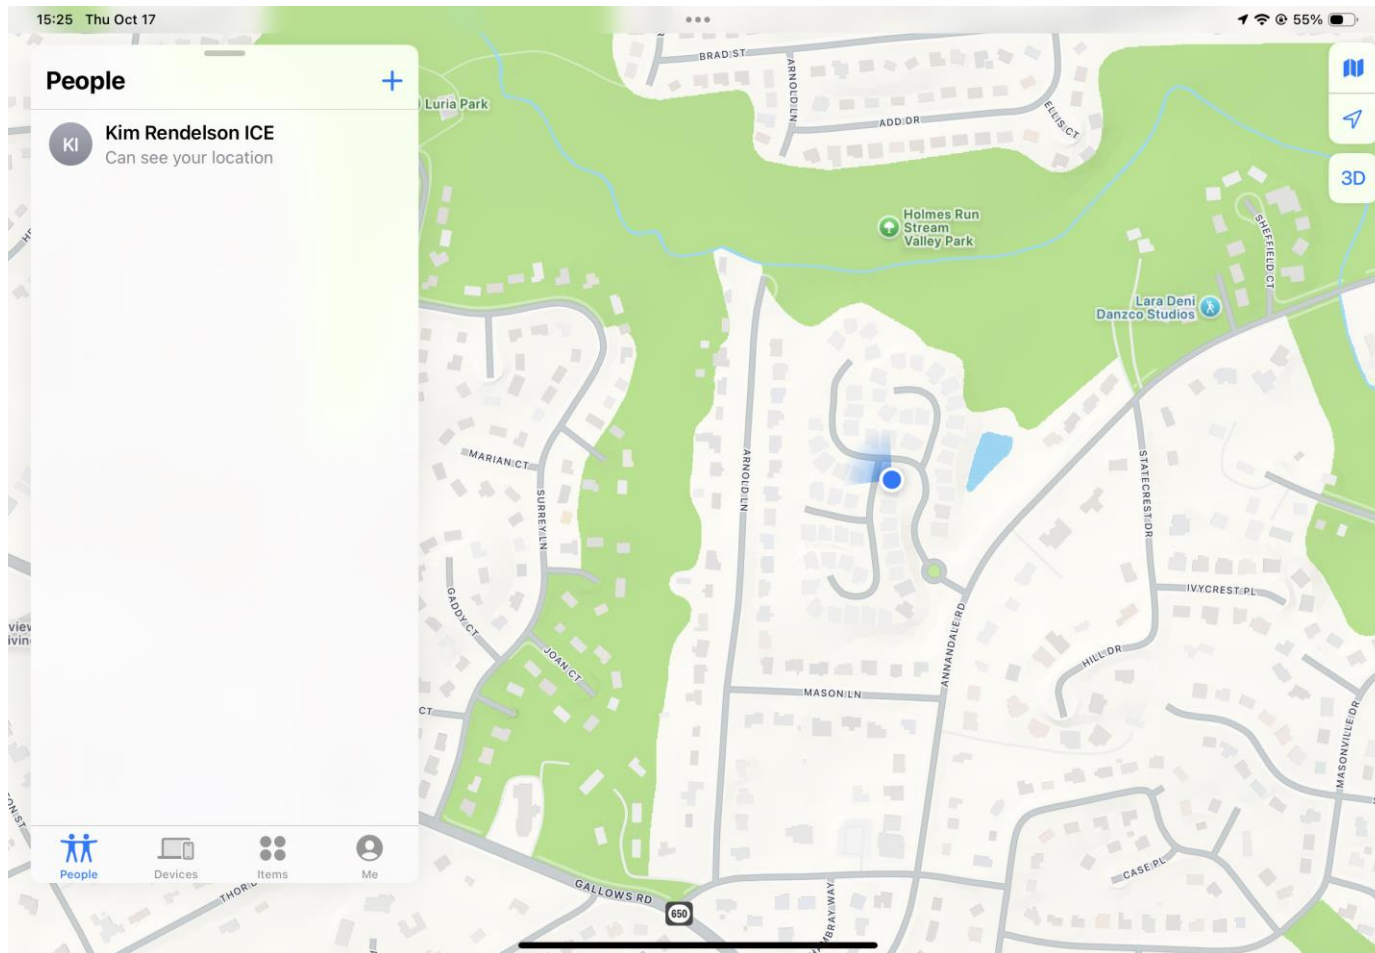 15:25 Thu Oct 17
55%
People
Kim Rendelson ICE
KI
Can see your location
People
Devices
Items
Me
3D
BRAD ST
ARNOLD LN
ADD DR
ELLIS CT
Luria Park
Holmes Run
Stream
Valley Park
SHEFFIELD CT
Lara Deni
Danzco Studios
MARIAN CT
SURREY LN
ARNOLD LN
STATECREST DR
GADDY CT
JOAN CT
IVYCREST PL
ANNANDALE RD
HILL DR
MASON LN
CT
MASONVILLE DR
CASE PL
GALLOWS RD
650